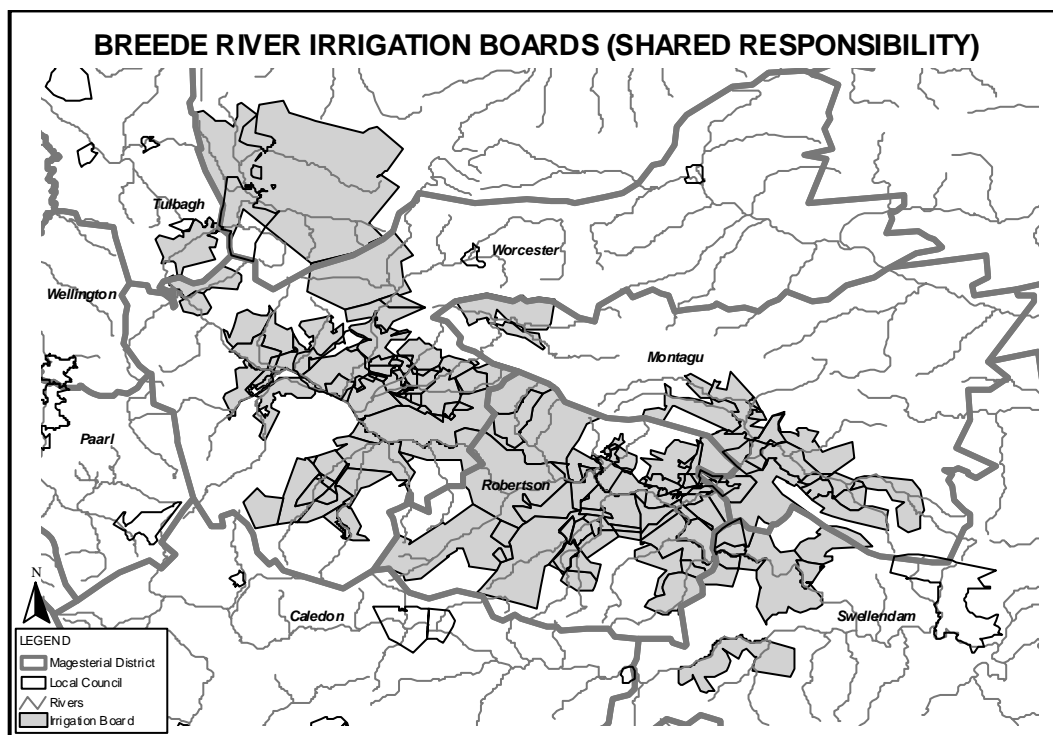 BREEDE RIVER IRRIGATION BOARDS (SHARED RESPONSIBILITY)
Tulbagh
Worcester
Wellington
Montagu
Paarl
Robertson
Caledon
Swellendam
N
LEGEND
Magesterial District
Local Council
Rivers
Irrigation Board